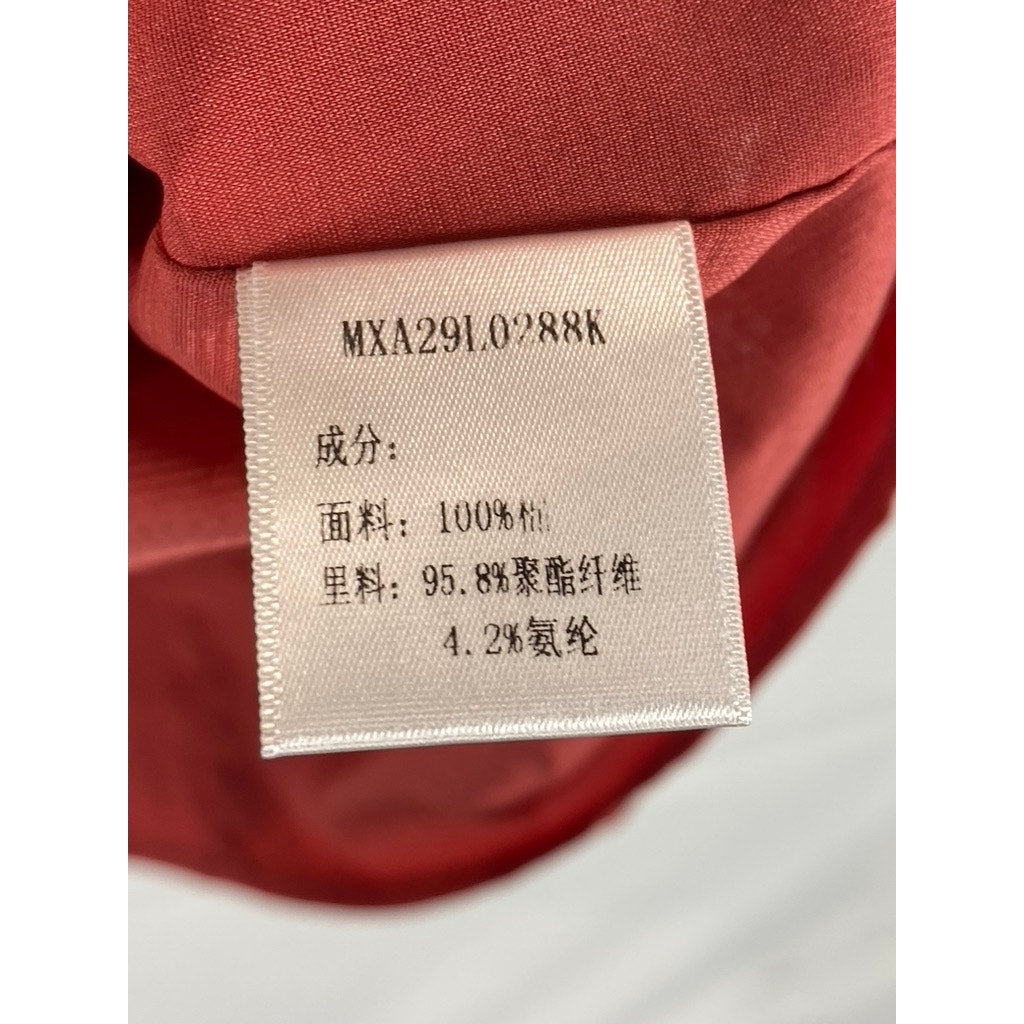 MXA29L0288K
成分：
面料：100%
里料：95.8%聚酯纤维
4.2%氨纶